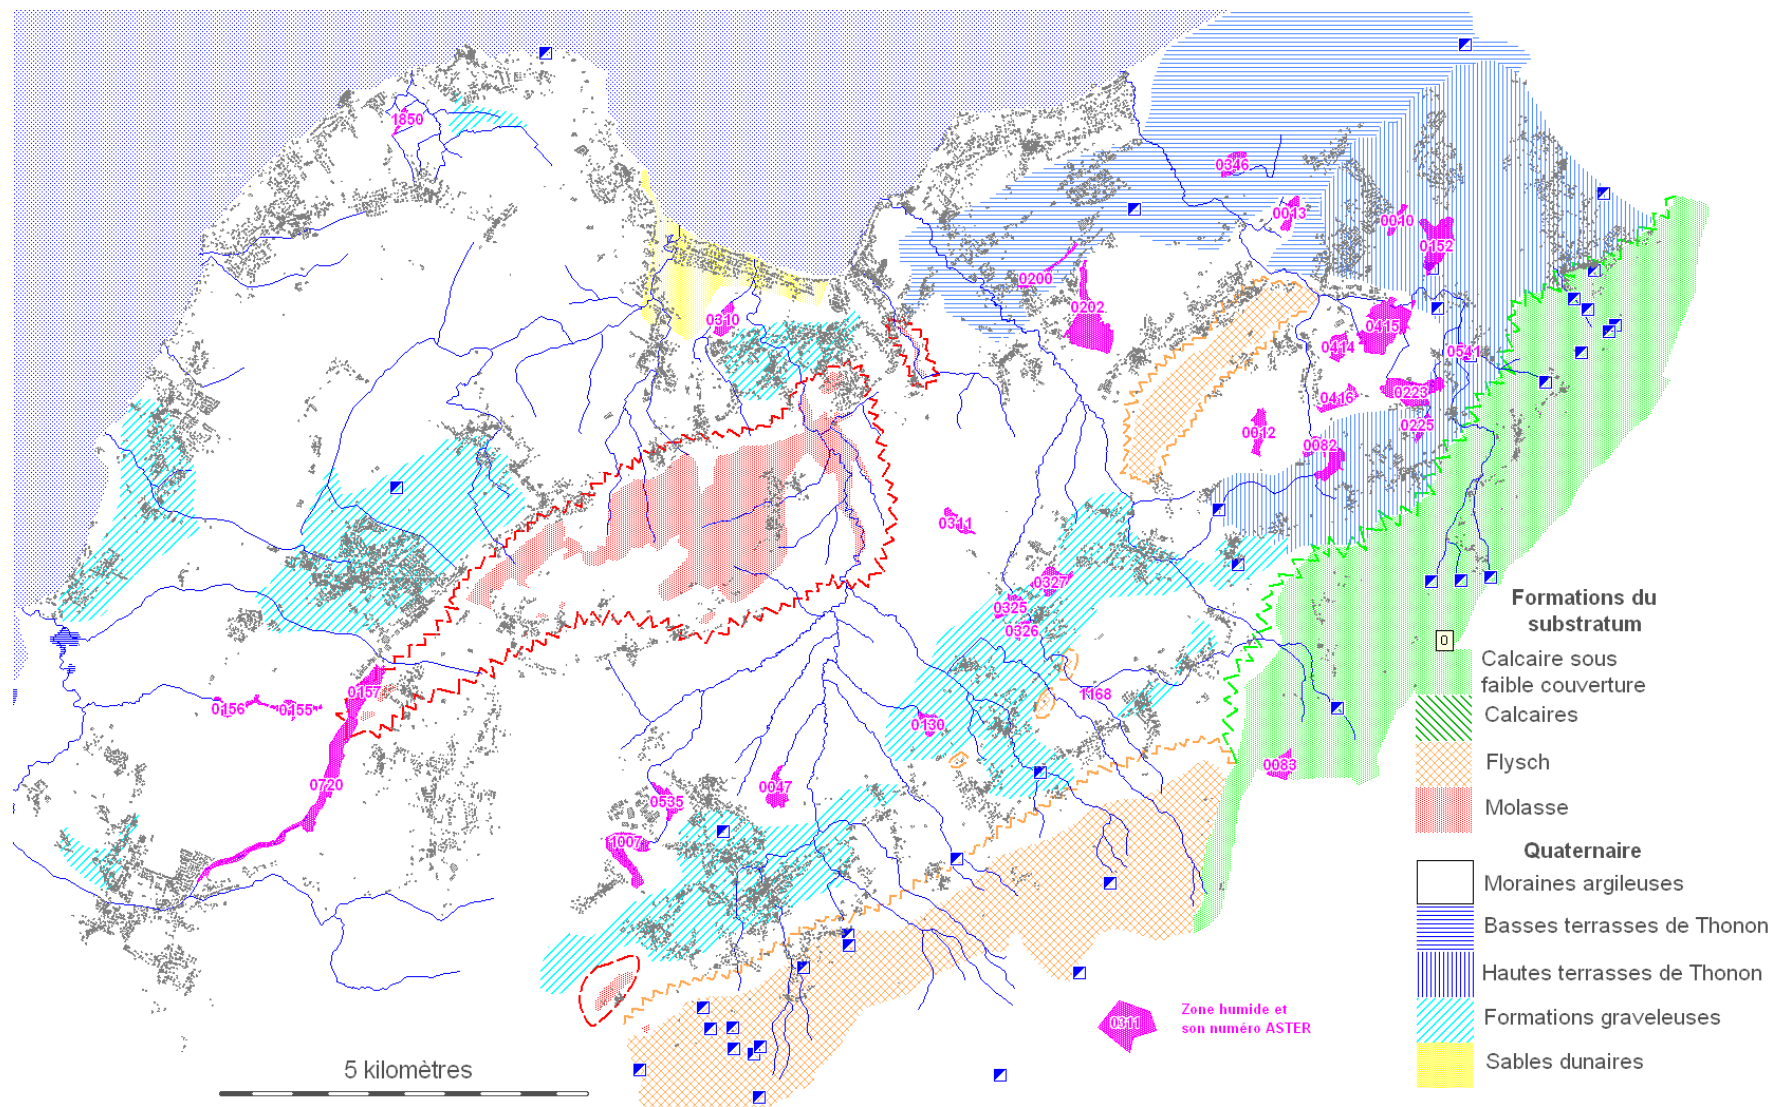 1850
0346
0013
0010
0152
0200
0202
0310
0415
0414
0541
0416
0223
0225
0012
0082
0311
0327
0325
0326
Formations du
substratum
0
Calcaire sous
faible couverture
Calcaires
Flysch
Molasse
0157
0156
0155
1168
0130
0083
0720
0047
0535
1007
Quaternaire
Moraines argileuses
Basses terrasses de Thonon
Hautes terrasses de Thonon
Formations graveleuses
Sables dunaires
0311
Zone humide et
son numéro ASTER
5 kilomètres